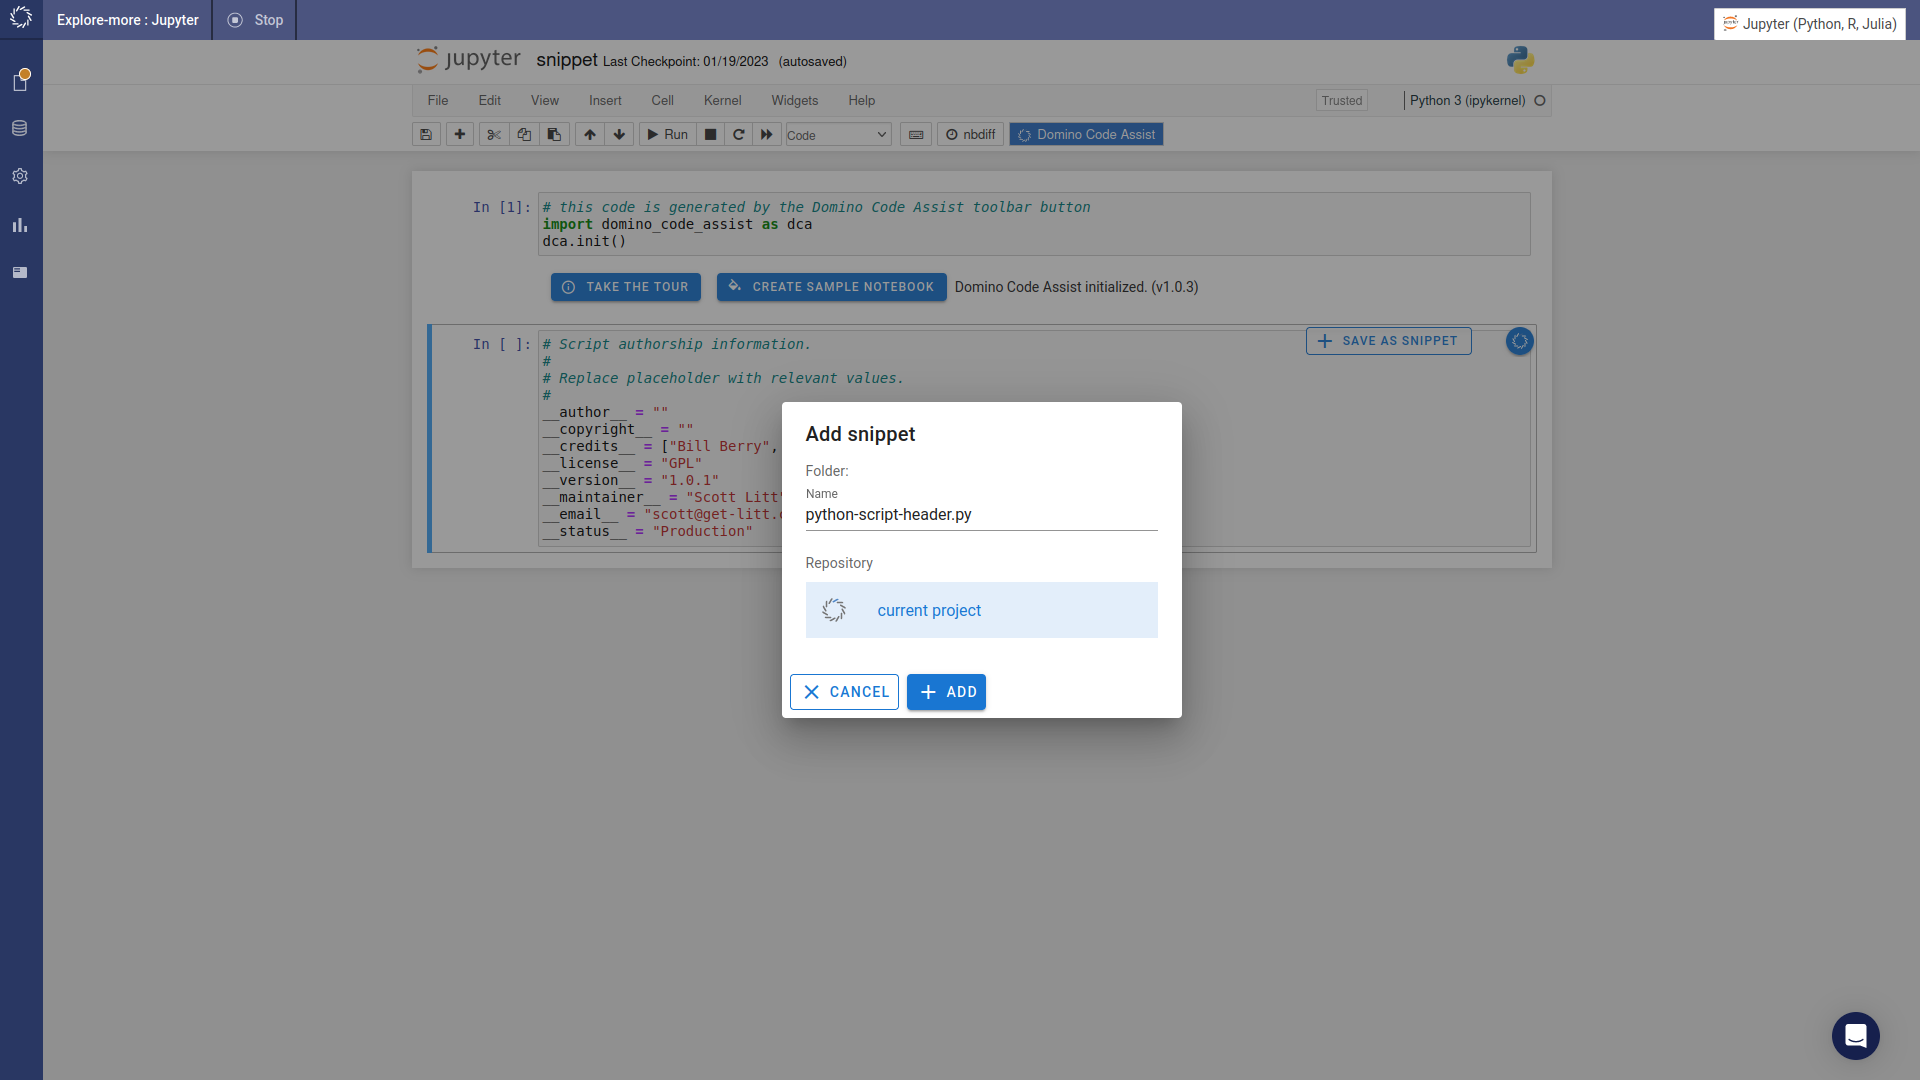 Explore-more : Jupyter
Stop
Jupyter (Python, R, Julia)
jupyter snippet Last Checkpoint: 01/19/2023 (autosaved)
File Edit View Insert Cell Kernel Widgets Help
Trusted
Python 3 (ipykernel)
Run
Code
nbdiff
Domino Code Assist
In [1]: # this code is generated by the Domino Code Assist toolbar button
import domino_code_assist as dca
dca.init()
TAKE THE TOUR
CREATE SAMPLE NOTEBOOK
Domino Code Assist initialized. (v1.0.3)
SAVE AS SNIPPET
In [ ]: # Script authorship information.
#
# Replace placeholder with relevant values.
#
__author__ = ""
__copyright__ = ""
__credits__ = ["Bill Berry",
__license__ = "GPL"
__version__ = "1.0.1"
__maintainer__ = "Scott Litt"
__email__ = "scott@get-litt.
__status__ = "Production"
Add snippet
Folder:
Name
python-script-header.py
Repository
current project
CANCEL
ADD